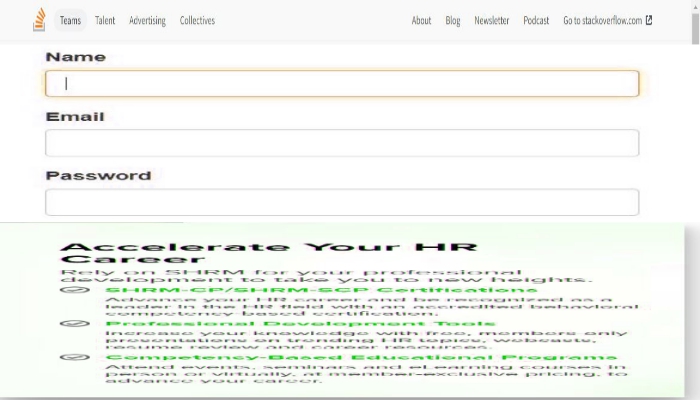 Teams Talent Advertising Collectives About Blog Newsletter Podcast Go to stackoverflow.com
Name
Email
Password
Accelerate Your HR
Career
Rely on SHRM for your professional
development to take you to new heights.
SHRM-CP/SHRM-SCP Certifications
Advance your HR career and be recognized as a
leader in the HR field with an accredited behavioral
competency-based certification.
Professional Development Tools
Increase your knowledge with free, members only
presentations on trending HR topics, webcasts,
resume review and career resources.
Competency-Based Educational Programs
Attend events, seminars and eLearning courses in
person or virtually, at member-exclusive pricing, to
advance your career.